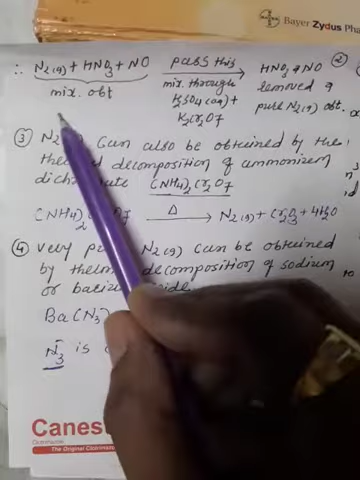 Bayer Zydus Pha
∴ N2(g) + HNO3 + NO pass this HNO3 & NO ②
mix. obt mix. through removed &
K2SO4(aq) + pure N2(g) obt.
K2Cr2O7
③ N2 Can also be obtained by the
thermal decomposition of ammonium
dichromate (NH4)2Cr2O7
(NH4)2 O7 Δ N2(g) + Cr2O3 + 4H2O
④ Very pu N2(g) Can be obtained
by thermal decomposition of sodium
or barium
Ba(N3)
N3⁻ is
Canes
Clotrimazole
The Original Clotrimazole